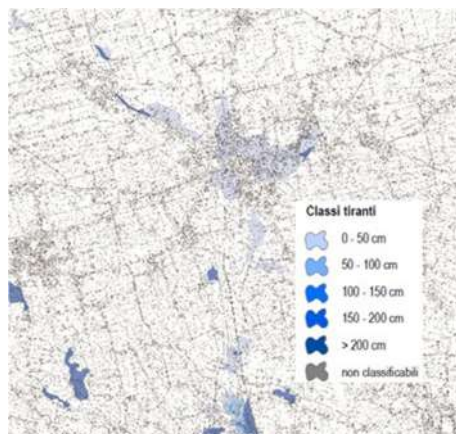 Classi tiranti
0 - 50 cm
50 - 100 cm
100 - 150 cm
150 - 200 cm
> 200 cm
non classificabili